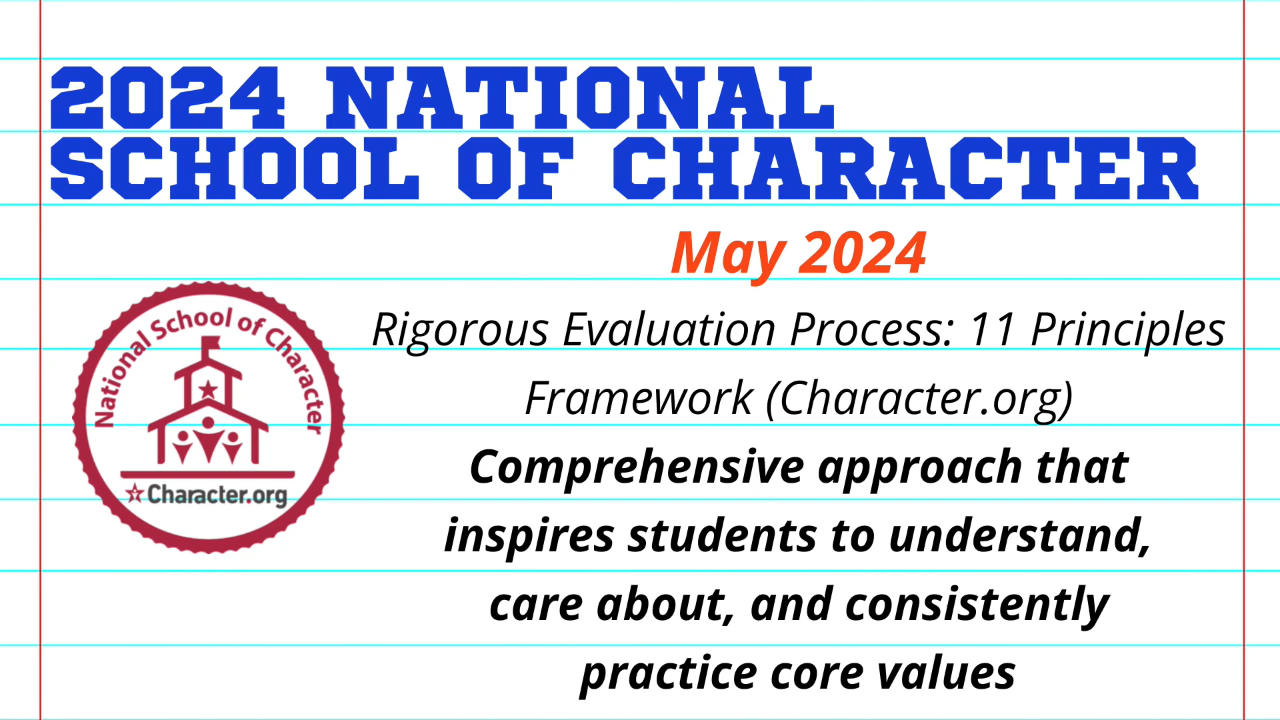 2024 NATIONAL
SCHOOL OF CHARACTER
May 2024
National School of Character
Character.org
Rigorous Evaluation Process: 11 Principles
Framework (Character.org)
Comprehensive approach that
inspires students to understand,
care about, and consistently
practice core values